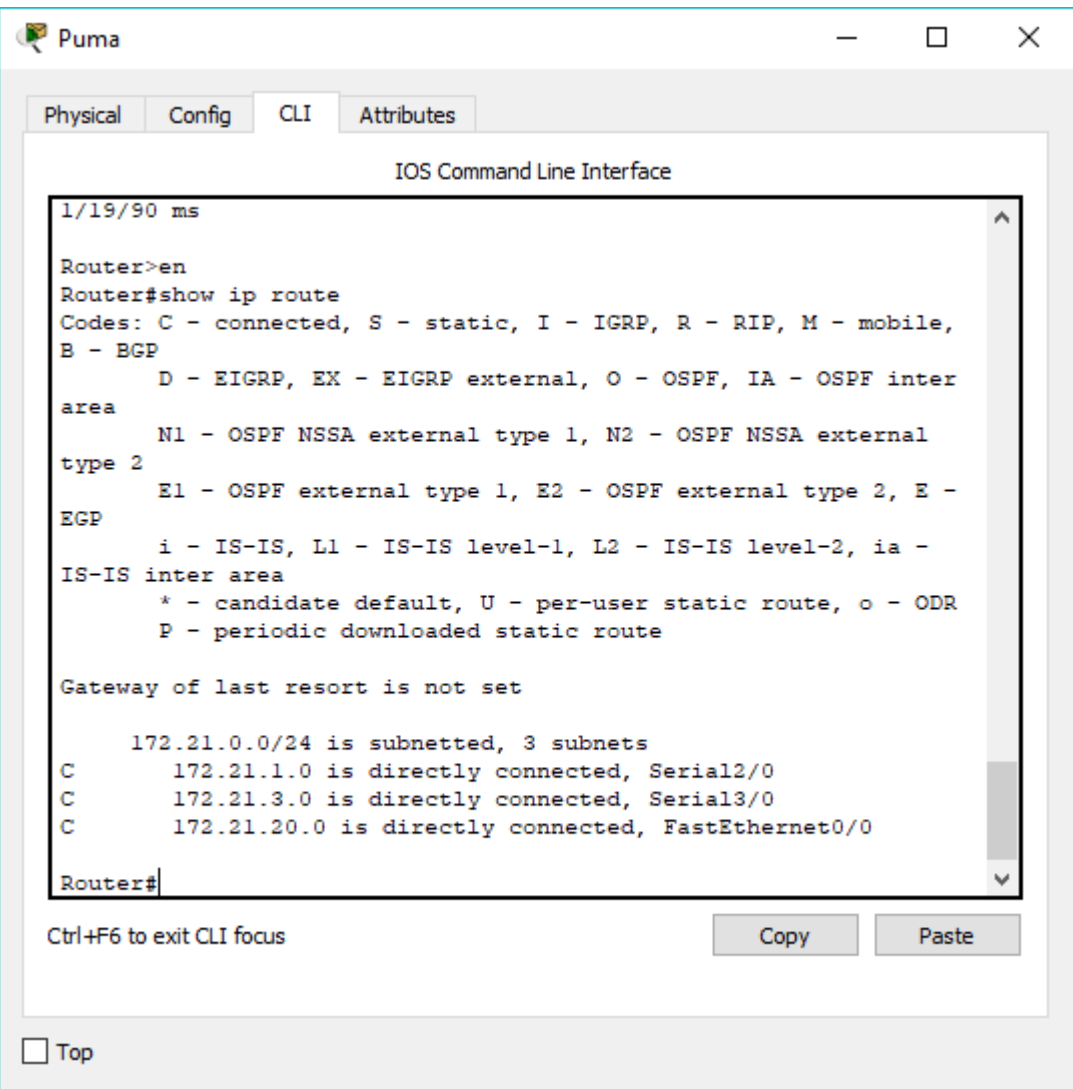 Puma
Physical Config CLI Attributes
IOS Command Line Interface
1/19/90 ms
Router>en
Router#show ip route
Codes: C - connected, S - static, I - IGRP, R - RIP, M - mobile,
B - BGP
D - EIGRP, EX - EIGRP external, O - OSPF, IA - OSPF inter
area
N1 - OSPF NSSA external type 1, N2 - OSPF NSSA external
type 2
E1 - OSPF external type 1, E2 - OSPF external type 2, E -
EGP
i - IS-IS, L1 - IS-IS level-1, L2 - IS-IS level-2, ia -
IS-IS inter area
* - candidate default, U - per-user static route, o - ODR
P - periodic downloaded static route
Gateway of last resort is not set
172.21.0.0/24 is subnetted, 3 subnets
C 172.21.1.0 is directly connected, Serial2/0
C 172.21.3.0 is directly connected, Serial3/0
C 172.21.20.0 is directly connected, FastEthernet0/0
Router#
Ctrl+F6 to exit CLI focus Copy Paste
Top